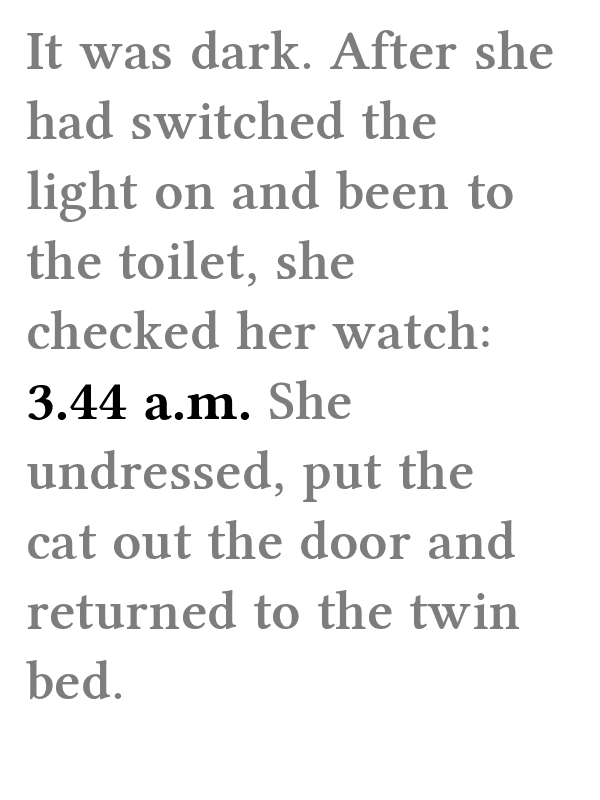 It was dark. After she
had switched the
light on and been to
the toilet, she
checked her watch:
3.44 a.m. She
undressed, put the
cat out the door and
returned to the twin
bed.